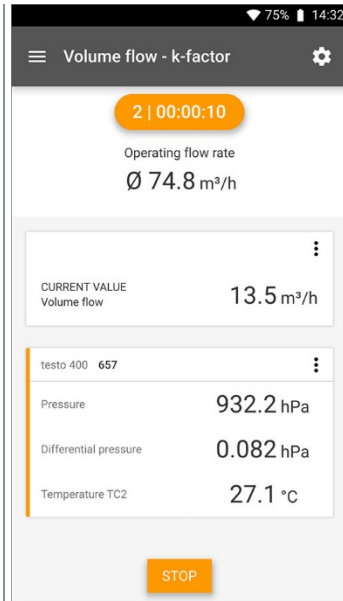 75% 14:32
Volume flow - k-factor
2 | 00:00:10
Operating flow rate
Ø 74.8 m³/h
CURRENT VALUE
Volume flow 13.5 m³/h
testo 400 657
Pressure 932.2 hPa
Differential pressure 0.082 hPa
Temperature TC2 27.1 °C
STOP